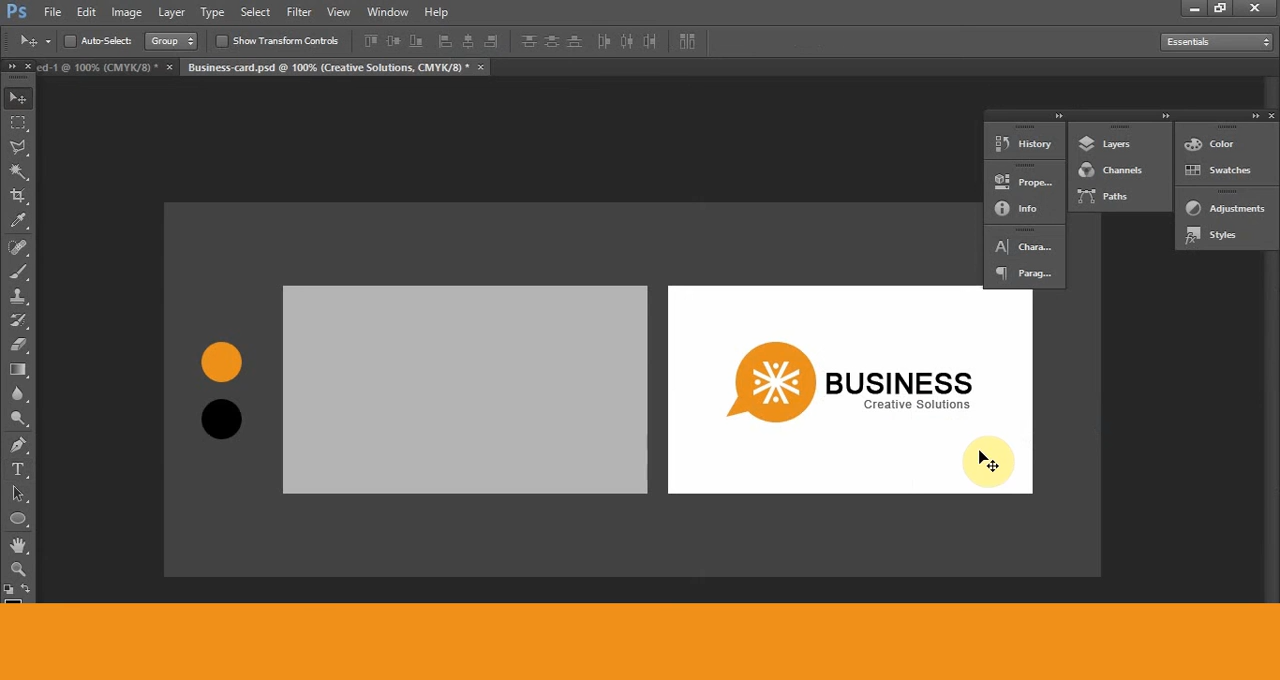 Ps File Edit Image Layer Type Select Filter View Window Help
Auto-Select: Group Show Transform Controls Essentials
ed-1 @ 100% (CMYK/8) * × Business-card.psd @ 100% (Creative Solutions, CMYK/8) * ×
History
Prope...
Info
Chara...
Parag...
Layers
Channels
Paths
Color
Swatches
Adjustments
Styles
BUSINESS
Creative Solutions